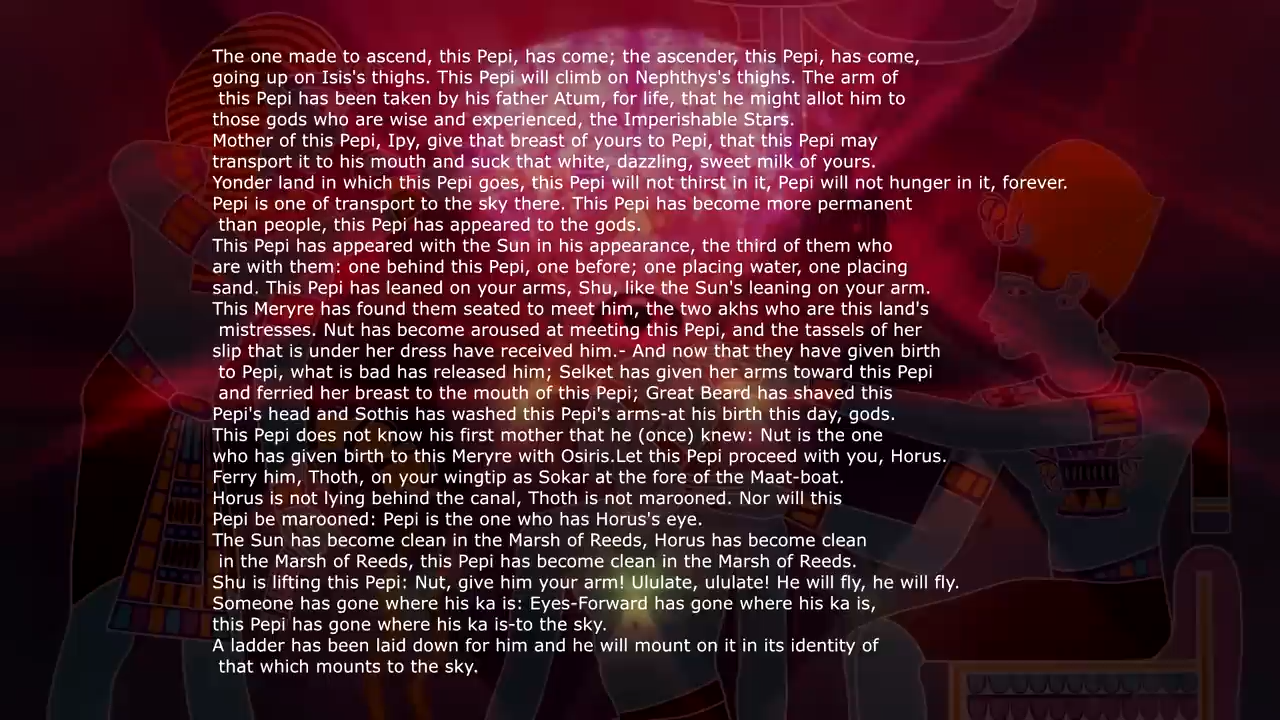 The one made to ascend, this Pepi, has come; the ascender, this Pepi, has come,
going up on Isis's thighs. This Pepi will climb on Nephthys's thighs. The arm of
this Pepi has been taken by his father Atum, for life, that he might allot him to
those gods who are wise and experienced, the Imperishable Stars.
Mother of this Pepi, Ipy, give that breast of yours to Pepi, that this Pepi may
transport it to his mouth and suck that white, dazzling, sweet milk of yours.
Yonder land in which this Pepi goes, this Pepi will not thirst in it, Pepi will not hunger in it, forever.
Pepi is one of transport to the sky there. This Pepi has become more permanent
than people, this Pepi has appeared to the gods.
This Pepi has appeared with the Sun in his appearance, the third of them who
are with them: one behind this Pepi, one before; one placing water, one placing
sand. This Pepi has leaned on your arms, Shu, like the Sun's leaning on your arm.
This Meryre has found them seated to meet him, the two akhs who are this land's
mistresses. Nut has become aroused at meeting this Pepi, and the tassels of her
slip that is under her dress have received him.- And now that they have given birth
to Pepi, what is bad has released him; Selket has given her arms toward this Pepi
and ferried her breast to the mouth of this Pepi; Great Beard has shaved this
Pepi's head and Sothis has washed this Pepi's arms-at his birth this day, gods.
This Pepi does not know his first mother that he (once) knew: Nut is the one
who has given birth to this Meryre with Osiris.Let this Pepi proceed with you, Horus.
Ferry him, Thoth, on your wingtip as Sokar at the fore of the Maat-boat.
Horus is not lying behind the canal, Thoth is not marooned. Nor will this
Pepi be marooned: Pepi is the one who has Horus's eye.
The Sun has become clean in the Marsh of Reeds, Horus has become clean
in the Marsh of Reeds, this Pepi has become clean in the Marsh of Reeds.
Shu is lifting this Pepi: Nut, give him your arm! Ululate, ululate! He will fly, he will fly.
Someone has gone where his ka is: Eyes-Forward has gone where his ka is,
this Pepi has gone where his ka is-to the sky.
A ladder has been laid down for him and he will mount on it in its identity of
that which mounts to the sky.